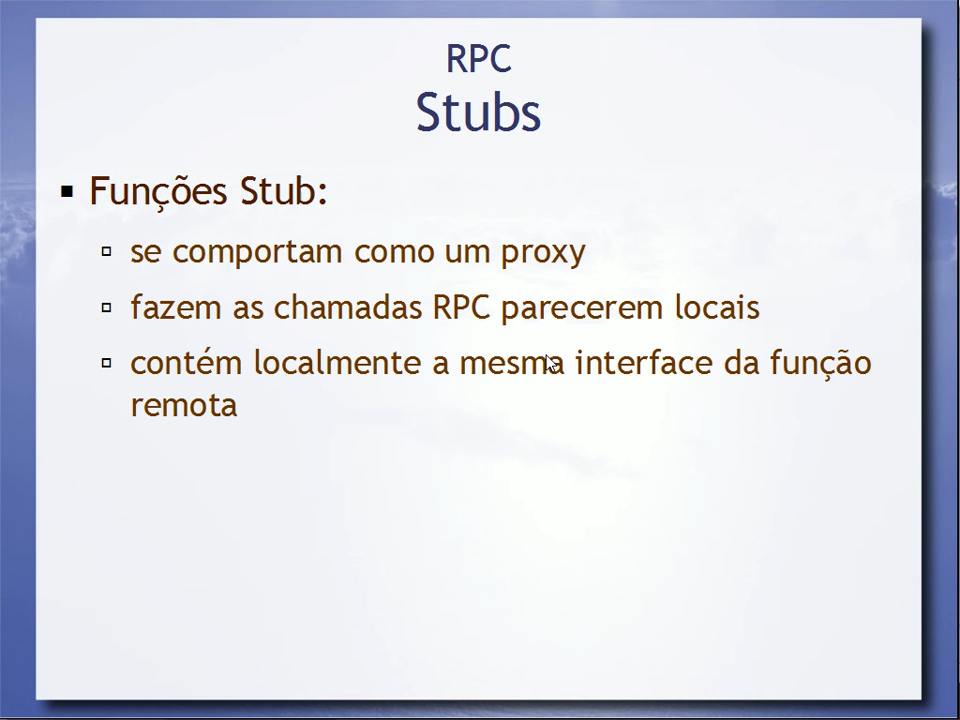 RPC
Stubs
Funções Stub:
se comportam como um proxy
fazem as chamadas RPC parecerem locais
contém localmente a mesma interface da função
remota